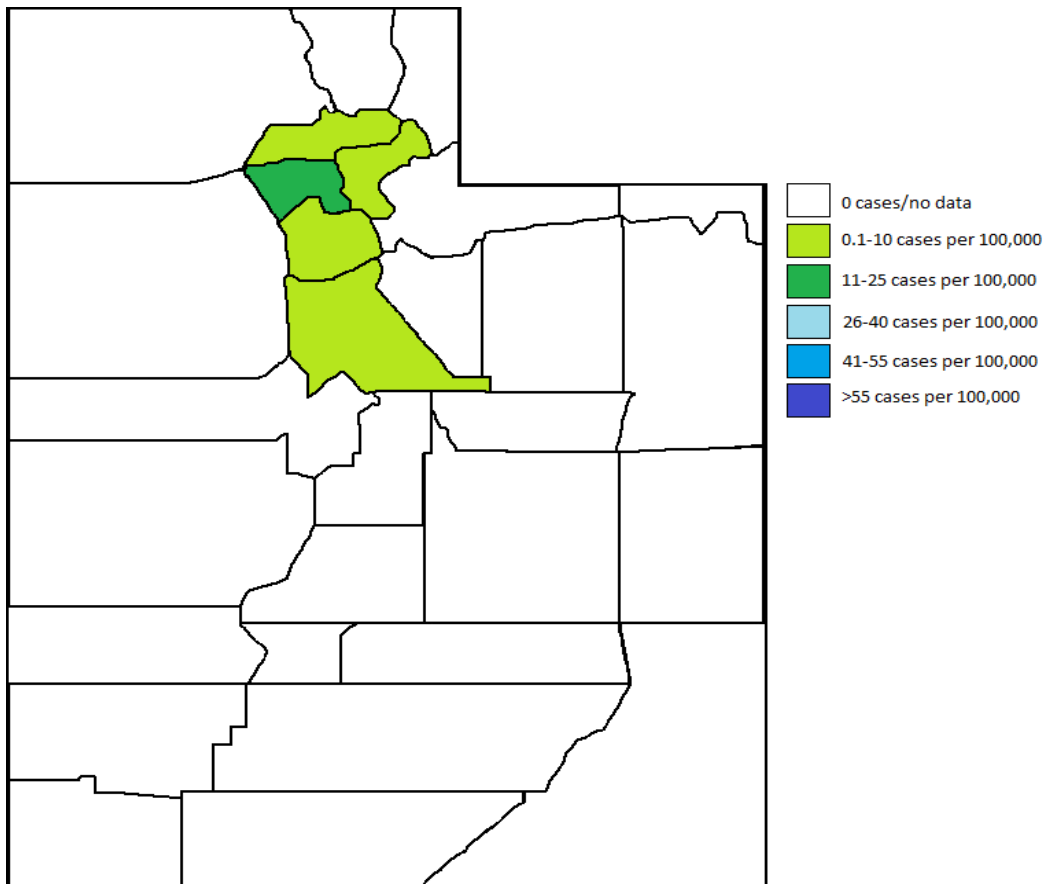 0 cases/no data
0.1-10 cases per 100,000
11-25 cases per 100,000
26-40 cases per 100,000
41-55 cases per 100,000
>55 cases per 100,000